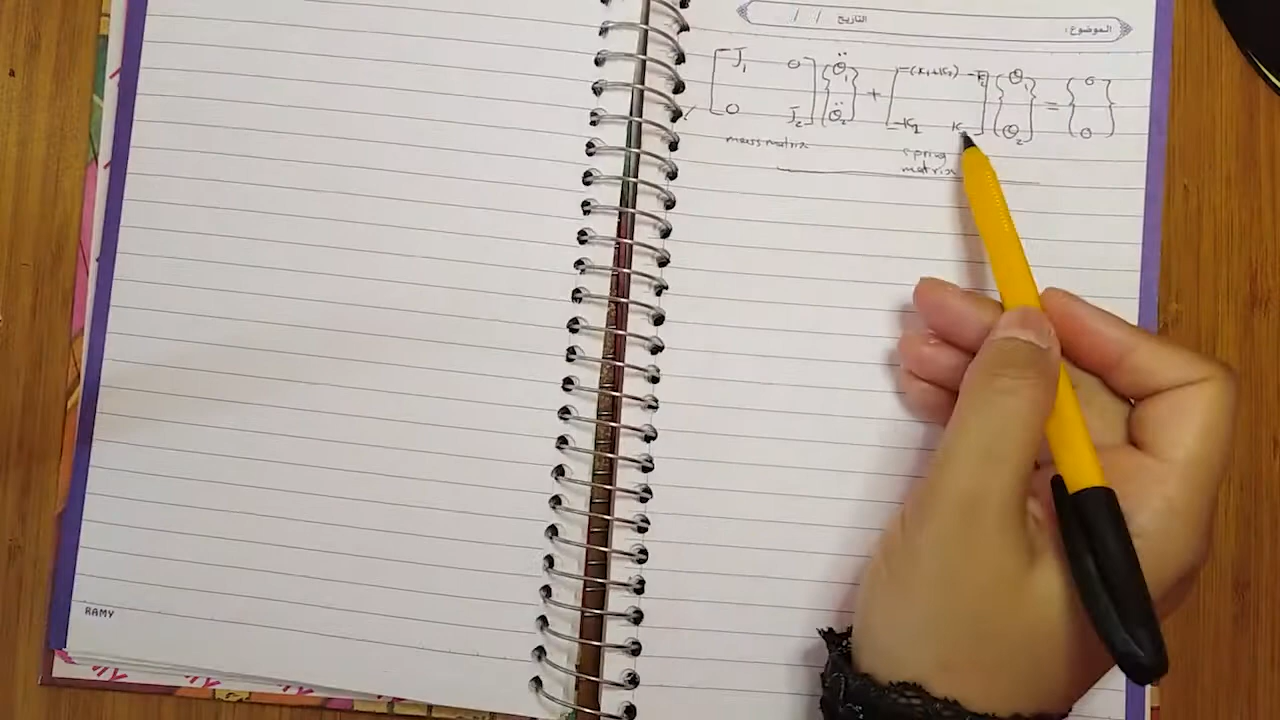 التاريخ / /
الموضوع:
[J₁ 0; 0 J₂] {θ̈₁; θ̈₂} + [-(K₁+K₂) -K₂; -K₂ K₂] {θ₁; θ₂} = {0; 0}
mass matrix
spring
matrix
RAMY